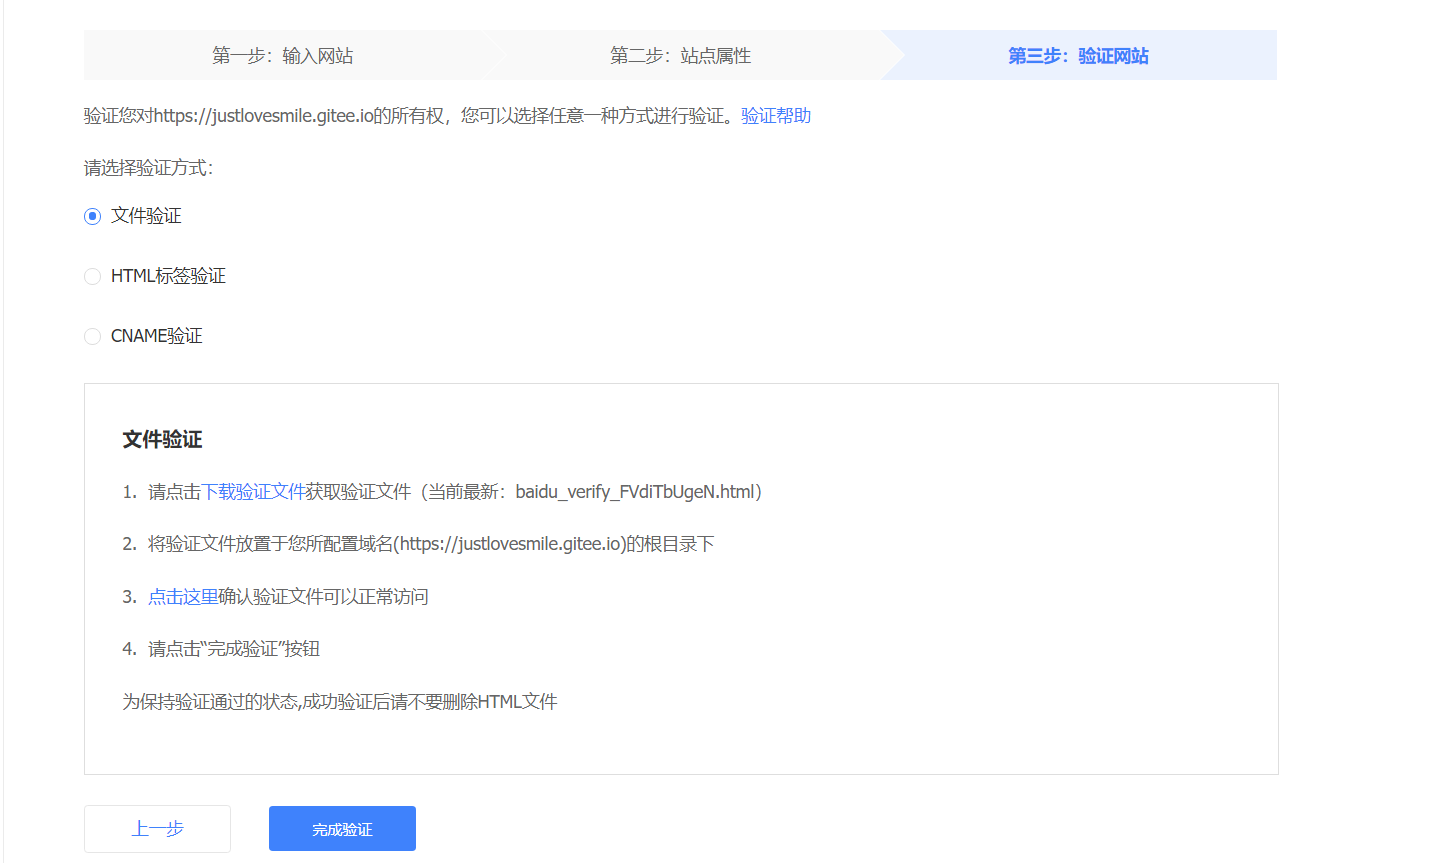 第一步：输入网站
第二步：站点属性
第三步：验证网站
验证您对https://justlovesmile.gitee.io的所有权，您可以选择任意一种方式进行验证。验证帮助
请选择验证方式：
文件验证
HTML标签验证
CNAME验证
文件验证
1. 请点击下载验证文件获取验证文件（当前最新：baidu_verify_FVdiTbUgeN.html）
2. 将验证文件放置于您所配置域名(https://justlovesmile.gitee.io)的根目录下
3. 点击这里确认验证文件可以正常访问
4. 请点击“完成验证”按钮
为保持验证通过的状态,成功验证后请不要删除HTML文件
上一步
完成验证